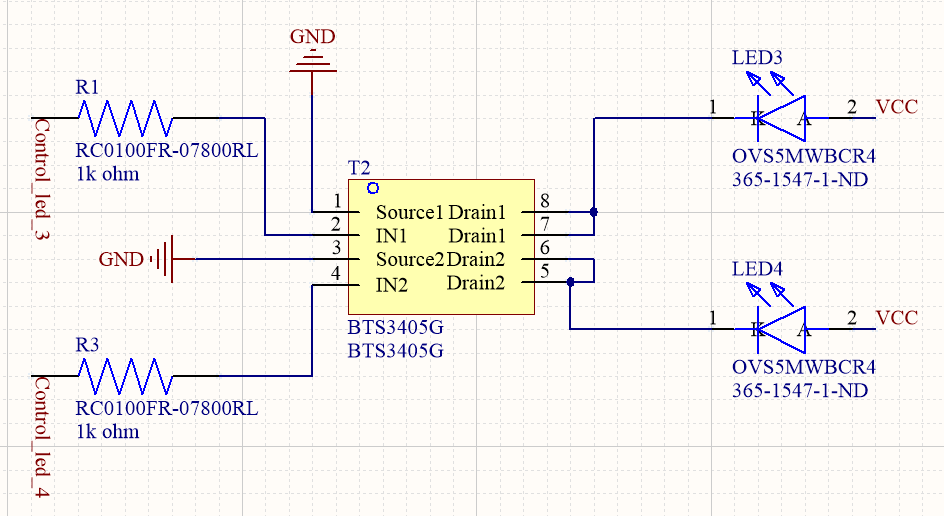 GND
LED3
R1
1
K
A
2
VCC
Control_led_3
RC0100FR-07800RL
1k ohm
OVS5MWBCR4
365-1547-1-ND
T2
1
Source1
Drain1
8
2
IN1
Drain1
7
GND
3
Source2
Drain2
6
4
IN2
Drain2
5
LED4
BTS3405G
BTS3405G
1
K
A
2
VCC
R3
OVS5MWBCR4
365-1547-1-ND
Control_led_4
RC0100FR-07800RL
1k ohm